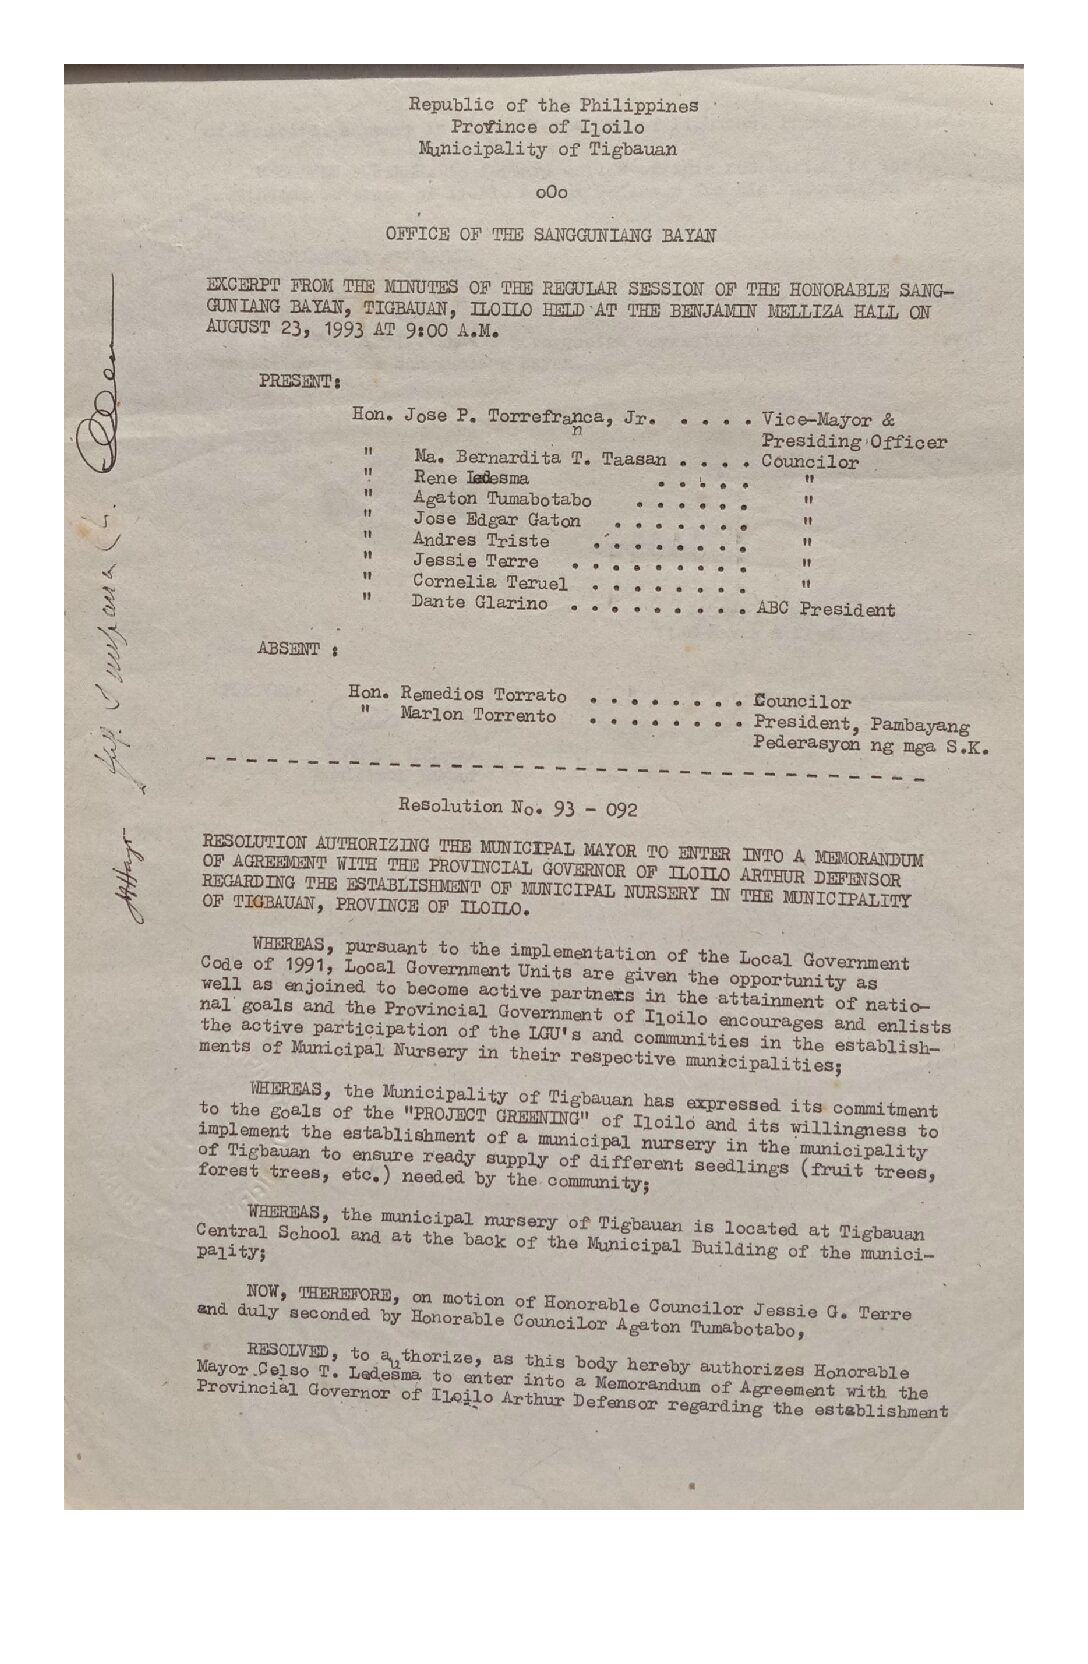 Republic of the Philippines
Province of Iloilo
Municipality of Tigbauan
oOo
OFFICE OF THE SANGGUNIANG BAYAN
EXCERPT FROM THE MINUTES OF THE REGULAR SESSION OF THE HONORABLE SANG-
GUNIANG BAYAN, TIGBAUAN, ILOILO HELD AT THE BENJAMIN MELLIZA HALL ON
AUGUST 23, 1993 AT 9:00 A.M.
PRESENT:
Hon. Jose P. Torrefranca, Jr. . . . . Vice-Mayor &
Presiding Officer
" Ma. Bernardita T. Taasan . . . . Councilor
" Rene Ledesma . . . . . "
" Agaton Tumabotabo . . . . . . "
" Jose Edgar Gaton . . . . . . . "
" Andres Triste . . . . . . . . "
" Jessie Terre . . . . . . . . . "
" Cornelia Teruel . . . . . . . . "
" Dante Glarino . . . . . . . . . ABC President
ABSENT :
Hon. Remedios Torrato . . . . . . . . Councilor
" Marlon Torrento . . . . . . . . President, Pambayang
Pederasyon ng mga S.K.
- - - - - - - - - - - - - - - - - - - - - - - - - - - - - - - - - - - -
Resolution No. 93 - 092
RESOLUTION AUTHORIZING THE MUNICIPAL MAYOR TO ENTER INTO A MEMORANDUM
OF AGREEMENT WITH THE PROVINCIAL GOVERNOR OF ILOILO ARTHUR DEFENSOR
REGARDING THE ESTABLISHMENT OF MUNICIPAL NURSERY IN THE MUNICIPALITY
OF TIGBAUAN, PROVINCE OF ILOILO.
WHEREAS, pursuant to the implementation of the Local Government
Code of 1991, Local Government Units are given the opportunity as
well as enjoined to become active partners in the attainment of natio-
nal goals and the Provincial Government of Iloilo encourages and enlists
the active participation of the LGU's and communities in the establish-
ments of Municipal Nursery in their respective municipalities;
WHEREAS, the Municipality of Tigbauan has expressed its commitment
to the goals of the "PROJECT GREENING" of Iloilo and its willingness to
implement the establishment of a municipal nursery in the municipality
of Tigbauan to ensure ready supply of different seedlings (fruit trees,
forest trees, etc.) needed by the community;
WHEREAS, the municipal nursery of Tigbauan is located at Tigbauan
Central School and at the back of the Municipal Building of the munici-
pality;
NOW, THEREFORE, on motion of Honorable Councilor Jessie G. Terre
and duly seconded by Honorable Councilor Agaton Tumabotabo,
RESOLVED, to authorize, as this body hereby authorizes Honorable
Mayor Celso T. Ledesma to enter into a Memorandum of Agreement with the
Provincial Governor of Iloilo Arthur Defensor regarding the establishment